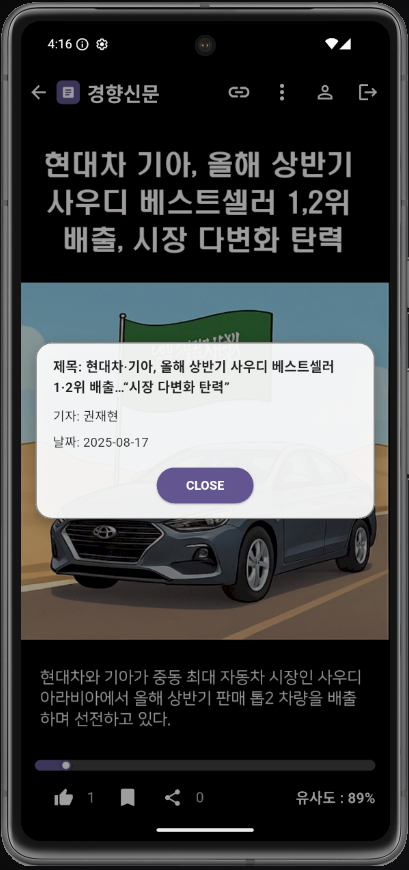 4:16
경향신문
현대차 기아, 올해 상반기
사우디 베스트셀러 1,2위
배출, 시장 다변화 탄력
제목: 현대차·기아, 올해 상반기 사우디 베스트셀러
1·2위 배출…“시장 다변화 탄력”
기자: 권재현
날짜: 2025-08-17
CLOSE
현대차와 기아가 중동 최대 자동차 시장인 사우디
아라비아에서 올해 상반기 판매 톱2 차량을 배출
하며 선전하고 있다.
1
0
유사도 : 89%